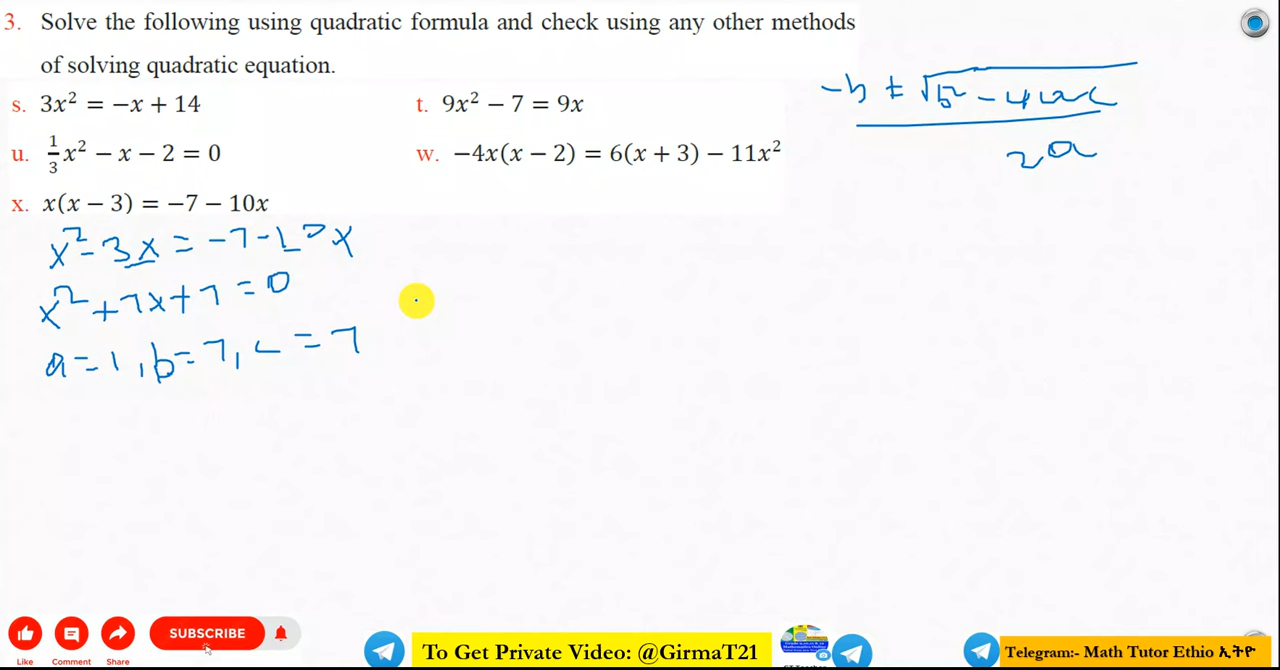 3. Solve the following using quadratic formula and check using any other methods
of solving quadratic equation.
s. 3x² = −x + 14
t. 9x² − 7 = 9x
u. 1/3 x² − x − 2 = 0
w. −4x(x − 2) = 6(x + 3) − 11x²
x. x(x − 3) = −7 − 10x
−b ± √b² − 4ac
2a
x² − 3x = −7 − 10x
x² + 7x + 7 = 0
a = 1, b = 7, c = 7
Like
Comment
Share
SUBSCRIBE
To Get Private Video: @GirmaT21
Telegram:- Math Tutor Ethio ኢትዮ